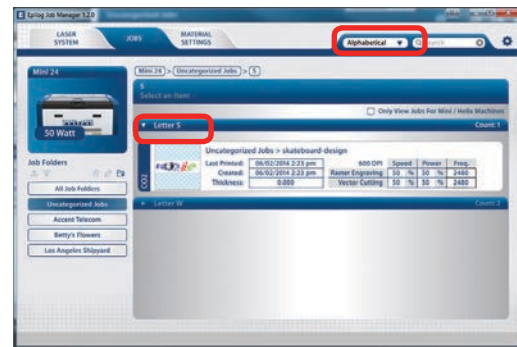 Epilog Job Manager 1.2.0
LASER SYSTEM
JOBS
MATERIAL SETTINGS
Alphabetical
Search
Mini 24
50 Watt
Job Folders
All Job Folders
Uncategorized Jobs
Accent Telecom
Betty's Flowers
Los Angeles Shipyard
Mini 24 > Uncategorized Jobs > S
S
Select an Item
Only View Jobs For Mini / Helix Machines
Letter S Count: 1
CO2
Uncategorized Jobs > skateboard-design
Last Printed: 06/02/2014 2:23 pm 600 DPI Speed Power Freq.
Created: 06/02/2014 2:23 pm Raster Engraving 50 % 50 % 2480
Thickness: 0.000 Vector Cutting 50 % 50 % 2480
Letter W